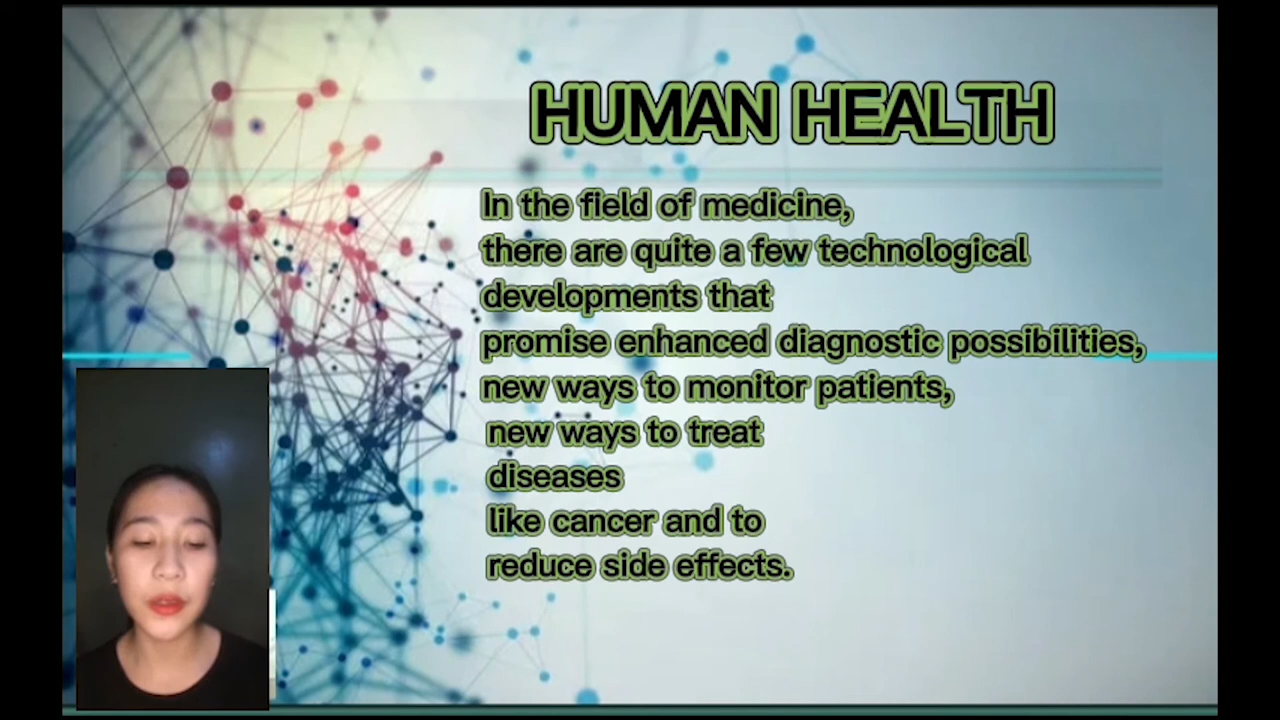 HUMAN HEALTH
In the field of medicine,
there are quite a few technological
developments that
promise enhanced diagnostic possibilities,
new ways to monitor patients,
new ways to treat
diseases
like cancer and to
reduce side effects.